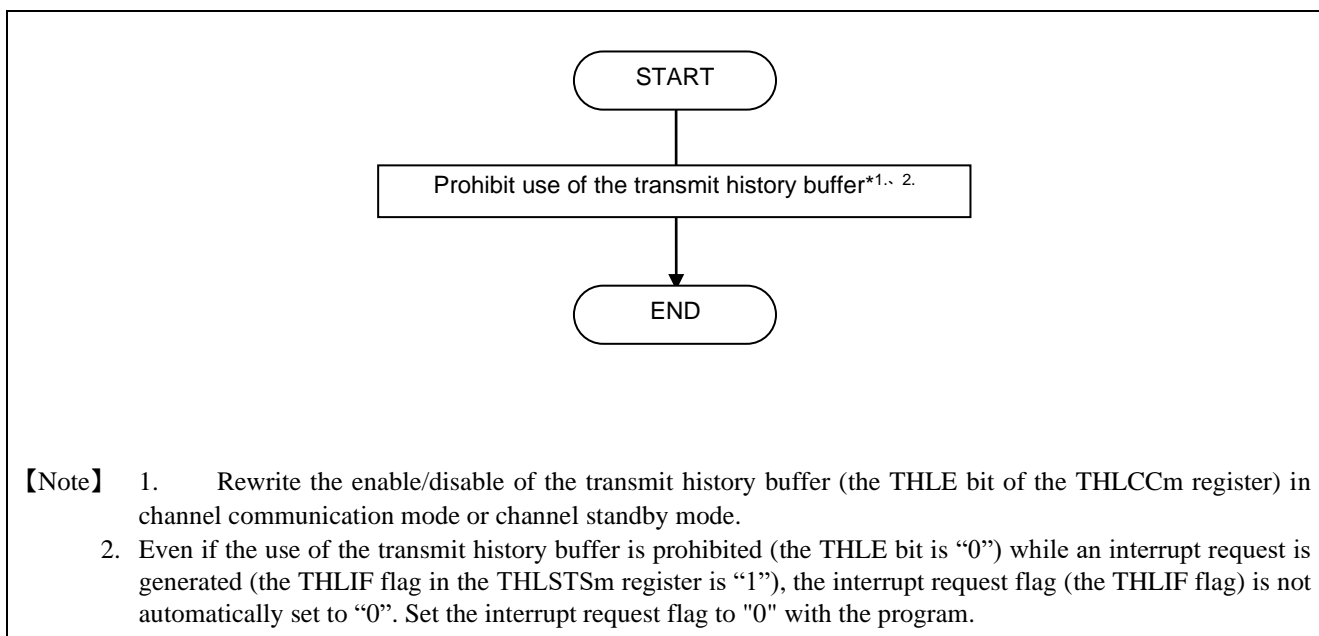 START
Prohibit use of the transmit history buffer*1.、2.
END
【Note】 1. Rewrite the enable/disable of the transmit history buffer (the THLE bit of the THLCCm register) in
channel communication mode or channel standby mode.
2. Even if the use of the transmit history buffer is prohibited (the THLE bit is “0”) while an interrupt request is
generated (the THLIF flag in the THLSTSm register is “1”), the interrupt request flag (the THLIF flag) is not
automatically set to “0”. Set the interrupt request flag to "0" with the program.